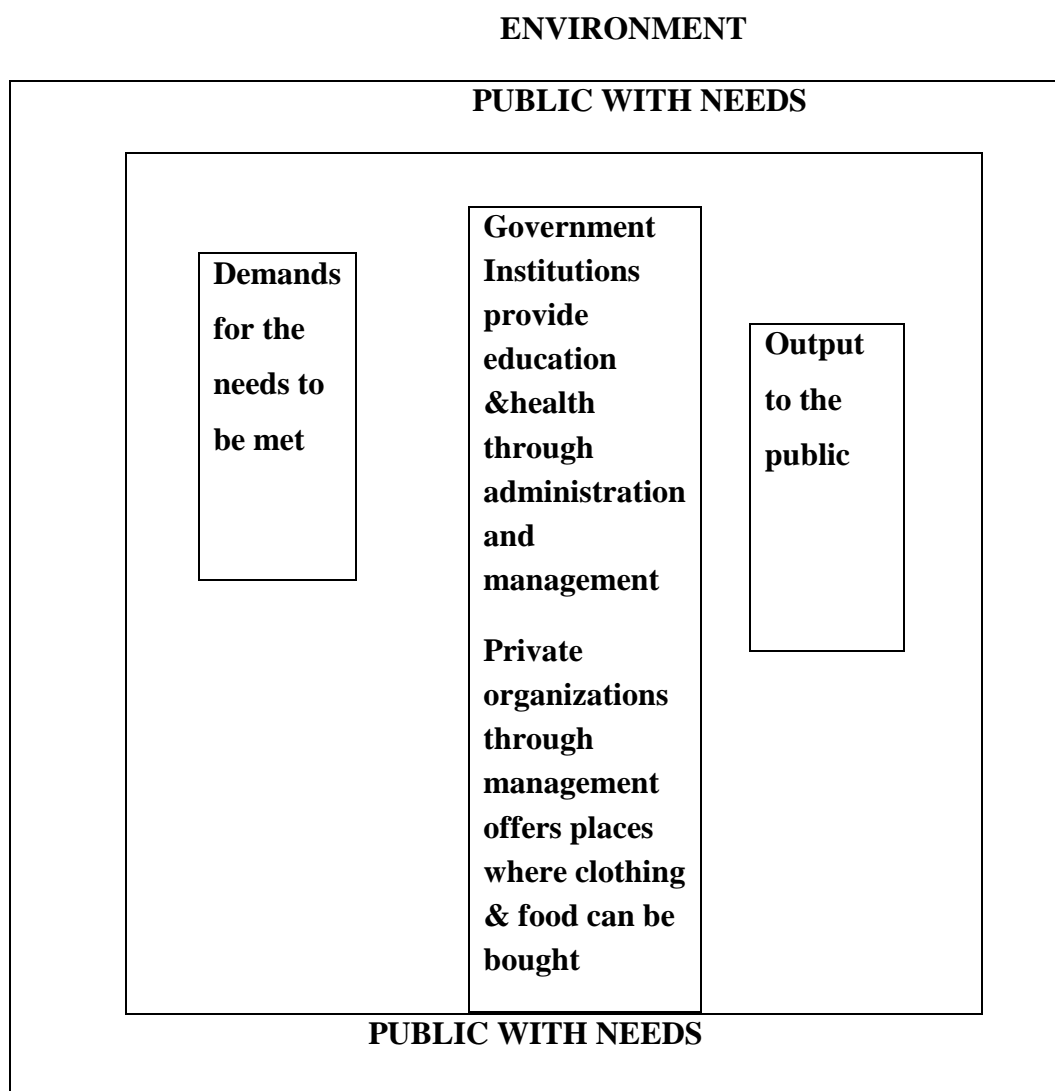 ENVIRONMENT
PUBLIC WITH NEEDS
Demands
for the
needs to
be met
Government
Institutions
provide
education
&health
through
administration
and
management
Private
organizations
through
management
offers places
where clothing
& food can be
bought
Output
to the
public
PUBLIC WITH NEEDS